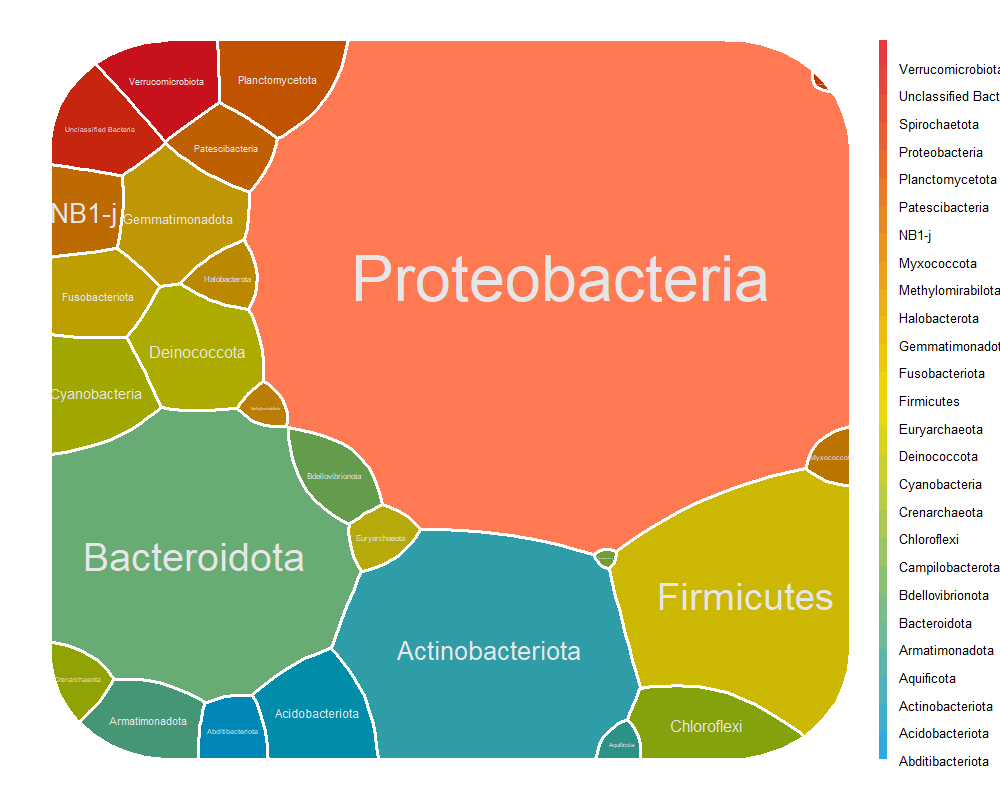 Verrucomicrobiota
Planctomycetota
Unclassified Bacteria
Patescibacteria
NB1-j
Gemmatimonadota
Halobacterota
Fusobacteriota
Proteobacteria
Deinococcota
Cyanobacteria
Methylomirabilota
Myxococcot
Bdellovibrionota
Euryarchaeota
Bacteroidota
Firmicutes
Actinobacteriota
Crenarchaeota
Armatimonadota
Acidobacteriota
Abditibacteriota
Chloroflexi
Aquificota
Verrucomicrobiota
Unclassified Bact
Spirochaetota
Proteobacteria
Planctomycetota
Patescibacteria
NB1-j
Myxococcota
Methylomirabilota
Halobacterota
Gemmatimonadot
Fusobacteriota
Firmicutes
Euryarchaeota
Deinococcota
Cyanobacteria
Crenarchaeota
Chloroflexi
Campilobacterota
Bdellovibrionota
Bacteroidota
Armatimonadota
Aquificota
Actinobacteriota
Acidobacteriota
Abditibacteriota